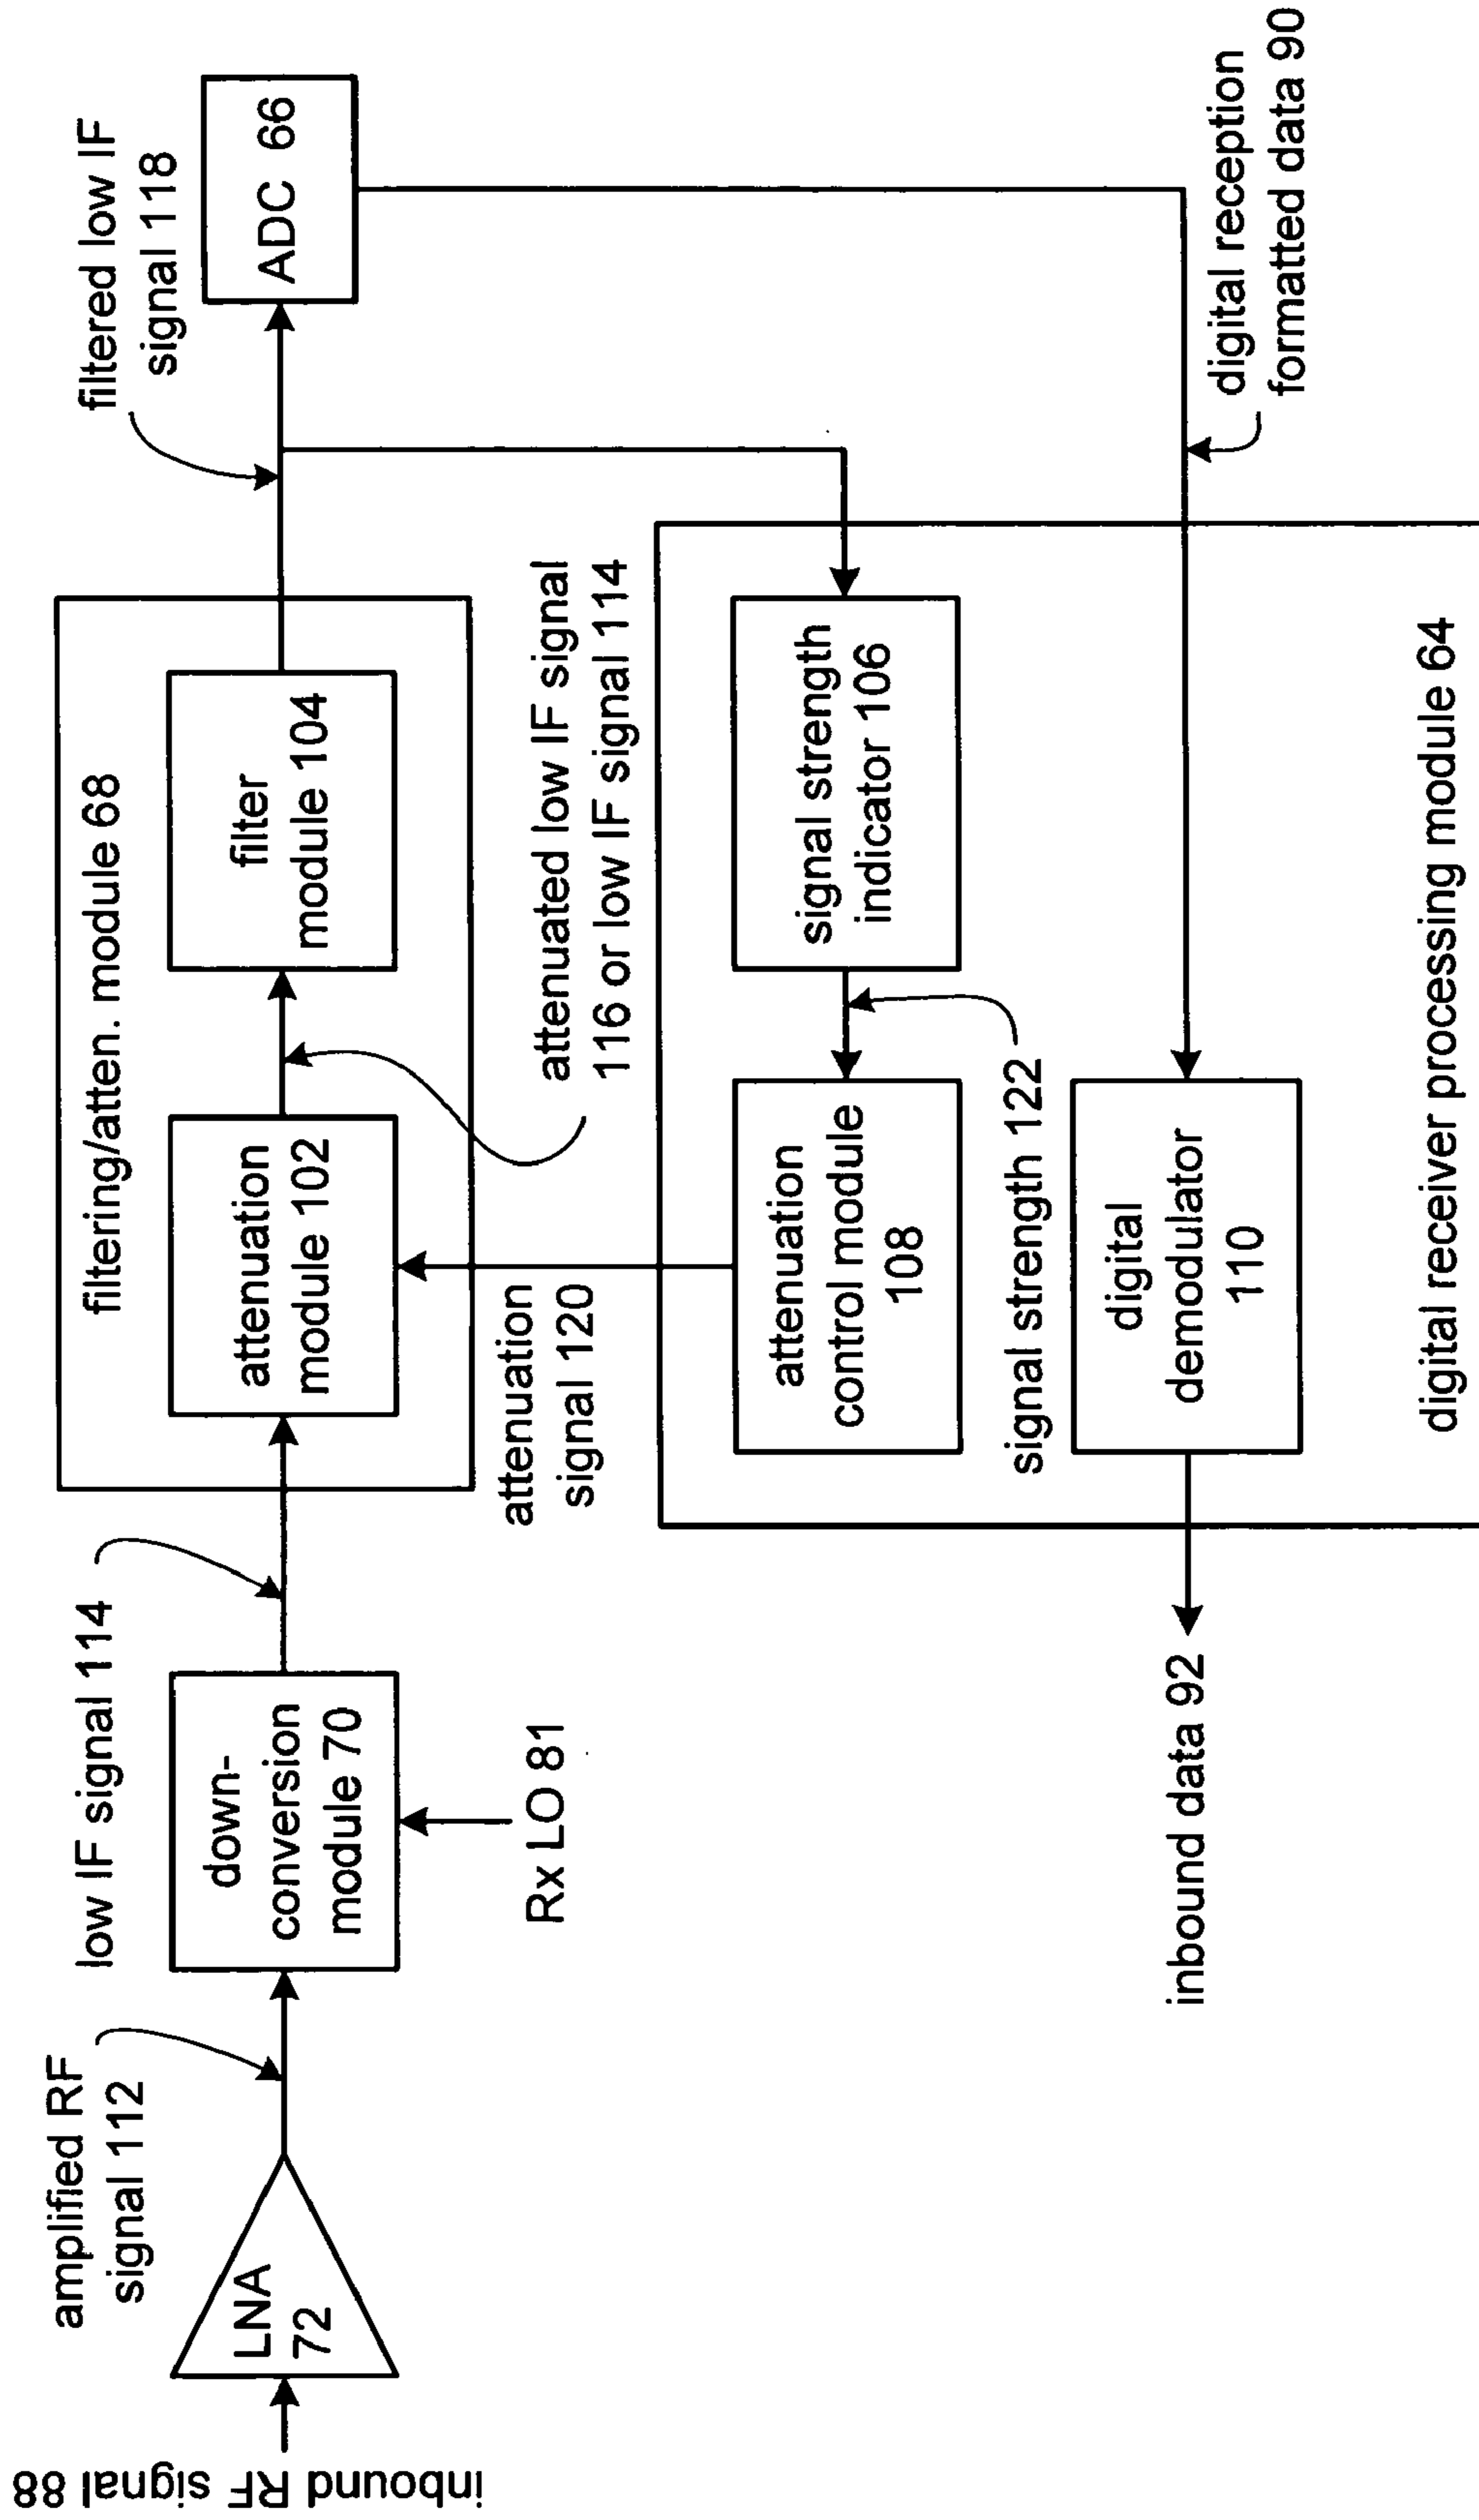 inbound RF signal 88
LNA
72
amplified RF
signal 112
down-
conversion
module 70
Rx LO 81
low IF signal 114
filtering/atten. module 68
attenuation
module 102
filter
module 104
attenuated low IF signal
116 or low IF signal 114
filtered low IF
signal 118
ADC 66
attenuation
signal 120
attenuation
control module
108
signal strength
indicator 106
signal strength 122
digital
demodulator
110
inbound data 92
digital reception
formatted data 90
digital receiver processing module 64